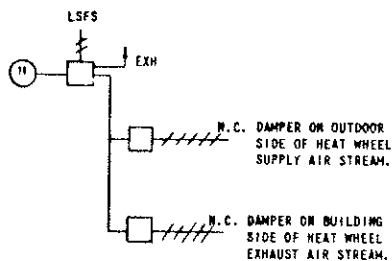 LSFS
EXH
N.C. DAMPER ON OUTDOOR
SIDE OF HEAT WHEEL
SUPPLY AIR STREAM.
N.C. DAMPER ON BUILDING
SIDE OF HEAT WHEEL
EXHAUST AIR STREAM.